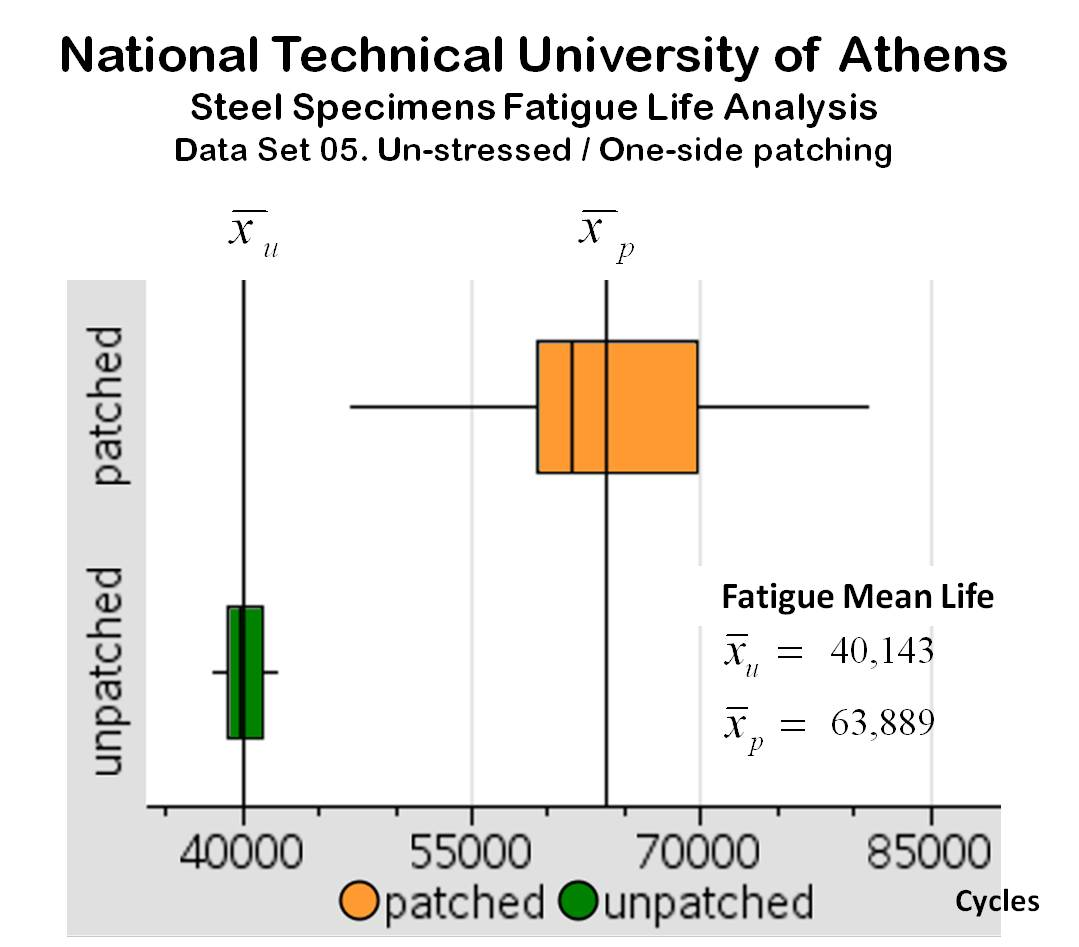 National Technical University of Athens
Steel Specimens Fatigue Life Analysis
Data Set 05. Un-stressed / One-side patching
x̄ᵤ x̄ₚ
patched
unpatched
Fatigue Mean Life
x̄ᵤ = 40,143
x̄ₚ = 63,889
40000 55000 70000 85000
patched unpatched Cycles